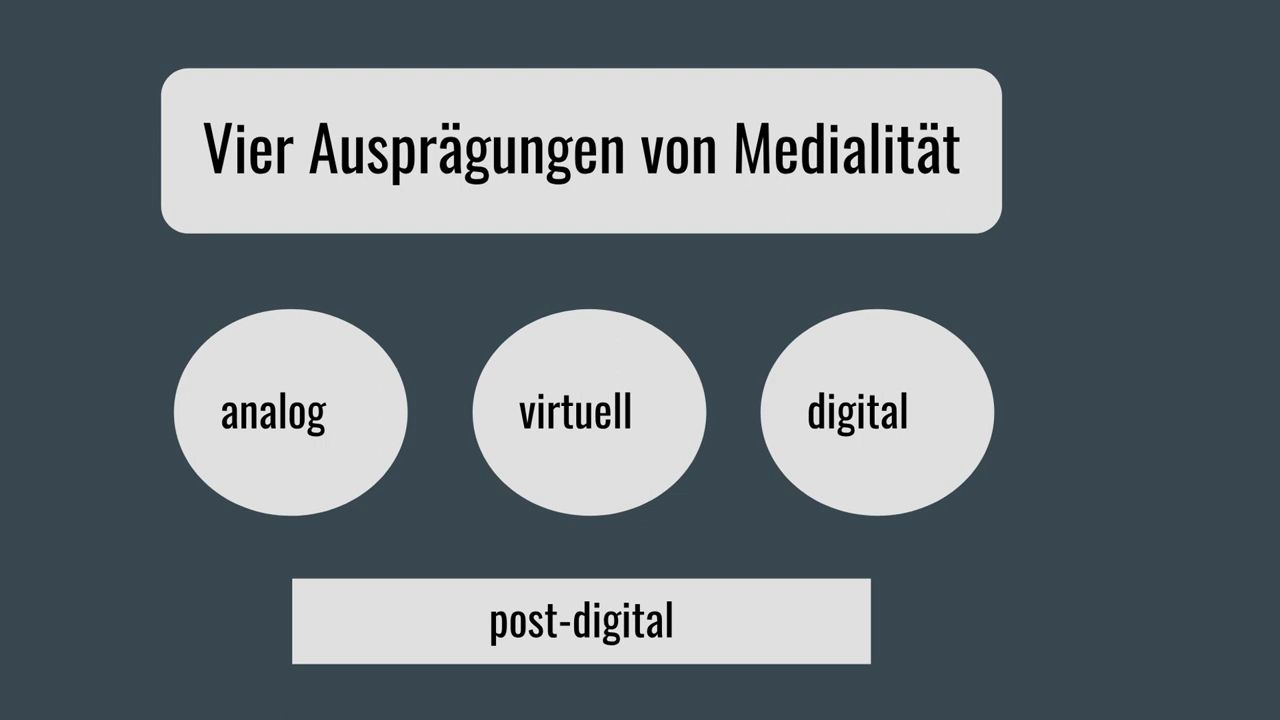 Vier Ausprägungen von Medialität
analog
virtuell
digital
post-digital